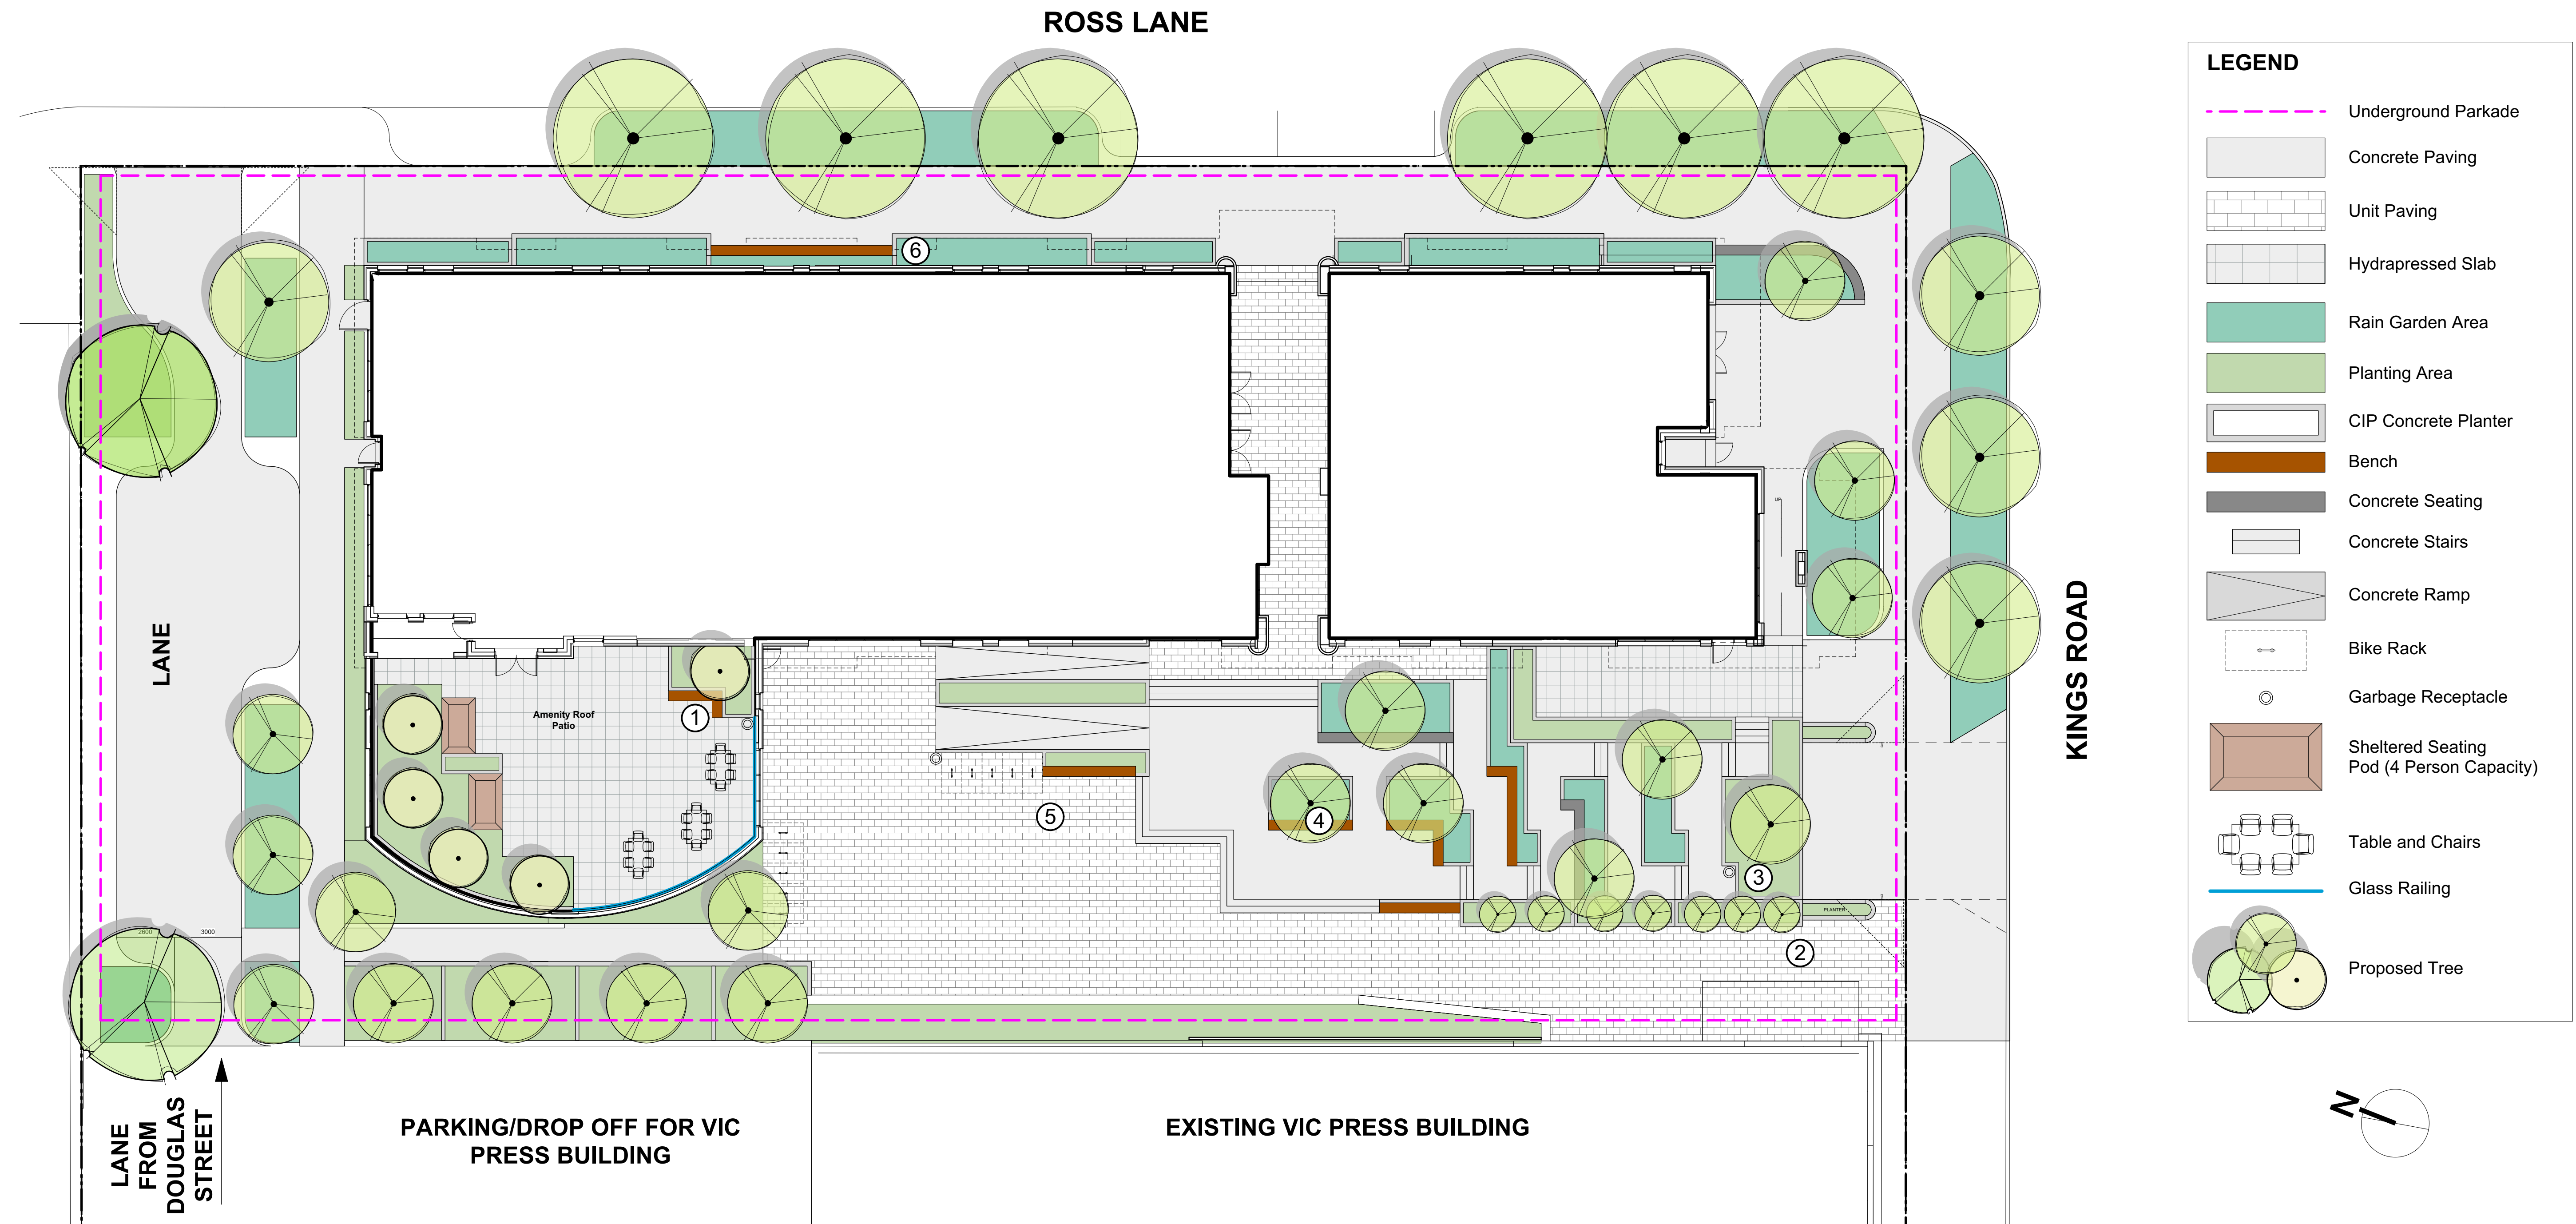 ROSS LANE
LEGEND
Underground Parkade
Concrete Paving
Unit Paving
Hydrapressed Slab
Rain Garden Area
Planting Area
CIP Concrete Planter
Bench
Concrete Seating
Concrete Stairs
Concrete Ramp
Bike Rack
Garbage Receptacle
Sheltered Seating
Pod (4 Person Capacity)
Table and Chairs
Glass Railing
Proposed Tree
6
UP
LANE
KINGS ROAD
Amenity Roof
Patio
1
4
5
3
PLANTER
2
2600
3000
LANE
FROM
DOUGLAS
STREET
PARKING/DROP OFF FOR VIC
PRESS BUILDING
EXISTING VIC PRESS BUILDING
N